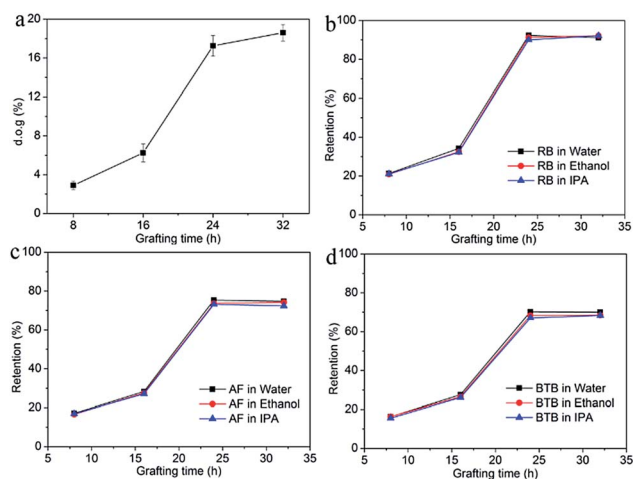 a
20
16
12
8
4
0
d.o.g (%)
8 16 24 32
Grafting time (h)
b
100
80
60
40
20
0
Retention (%)
RB in Water
RB in Ethanol
RB in IPA
5 10 15 20 25 30 35
Grafting time (h)
c
100
80
60
40
20
0
Retention (%)
AF in Water
AF in Ethanol
AF in IPA
5 10 15 20 25 30 35
Grafting time (h)
d
100
80
60
40
20
0
Retention (%)
BTB in Water
BTB in Ethanol
BTB in IPA
5 10 15 20 25 30 35
Grafting time (h)